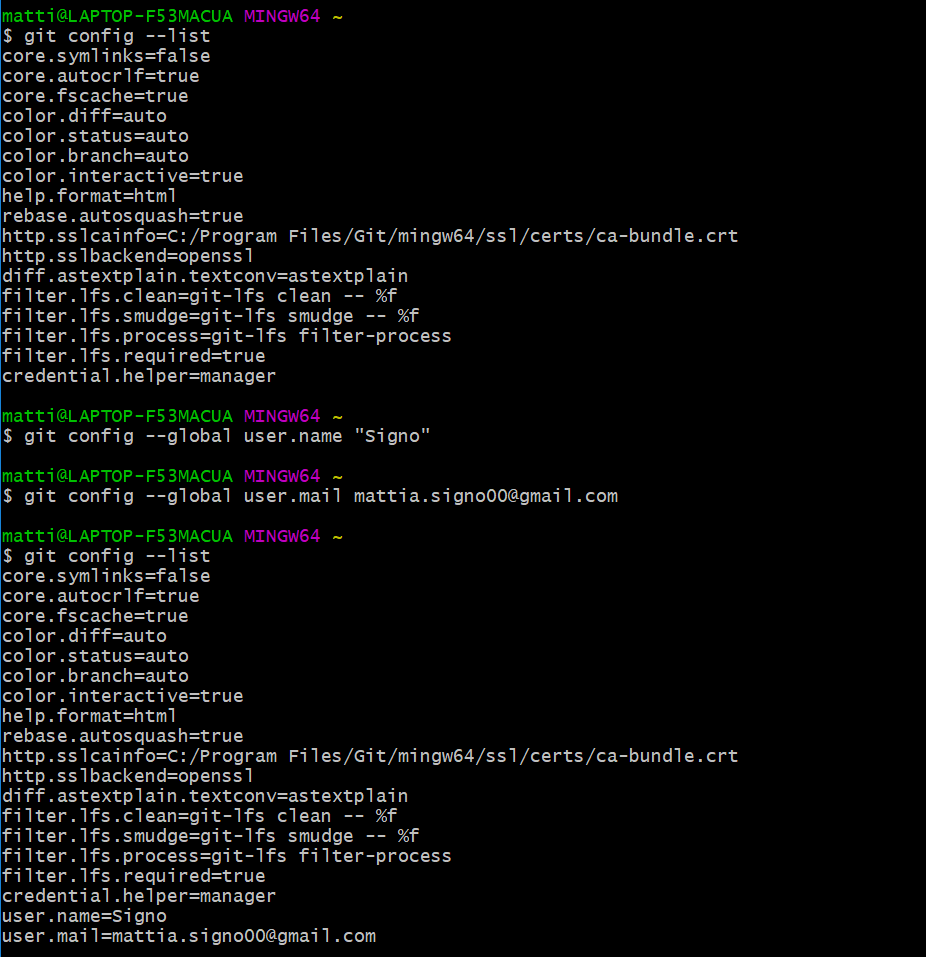 matti@LAPTOP-F53MACUA MINGW64 ~
$ git config --list
core.symlinks=false
core.autocrlf=true
core.fscache=true
color.diff=auto
color.status=auto
color.branch=auto
color.interactive=true
help.format=html
rebase.autosquash=true
http.sslcainfo=C:/Program Files/Git/mingw64/ssl/certs/ca-bundle.crt
http.sslbackend=openssl
diff.astextplain.textconv=astextplain
filter.lfs.clean=git-lfs clean -- %f
filter.lfs.smudge=git-lfs smudge -- %f
filter.lfs.process=git-lfs filter-process
filter.lfs.required=true
credential.helper=manager
matti@LAPTOP-F53MACUA MINGW64 ~
$ git config --global user.name "Signo"
matti@LAPTOP-F53MACUA MINGW64 ~
$ git config --global user.mail mattia.signo00@gmail.com
matti@LAPTOP-F53MACUA MINGW64 ~
$ git config --list
core.symlinks=false
core.autocrlf=true
core.fscache=true
color.diff=auto
color.status=auto
color.branch=auto
color.interactive=true
help.format=html
rebase.autosquash=true
http.sslcainfo=C:/Program Files/Git/mingw64/ssl/certs/ca-bundle.crt
http.sslbackend=openssl
diff.astextplain.textconv=astextplain
filter.lfs.clean=git-lfs clean -- %f
filter.lfs.smudge=git-lfs smudge -- %f
filter.lfs.process=git-lfs filter-process
filter.lfs.required=true
credential.helper=manager
user.name=Signo
user.mail=mattia.signo00@gmail.com